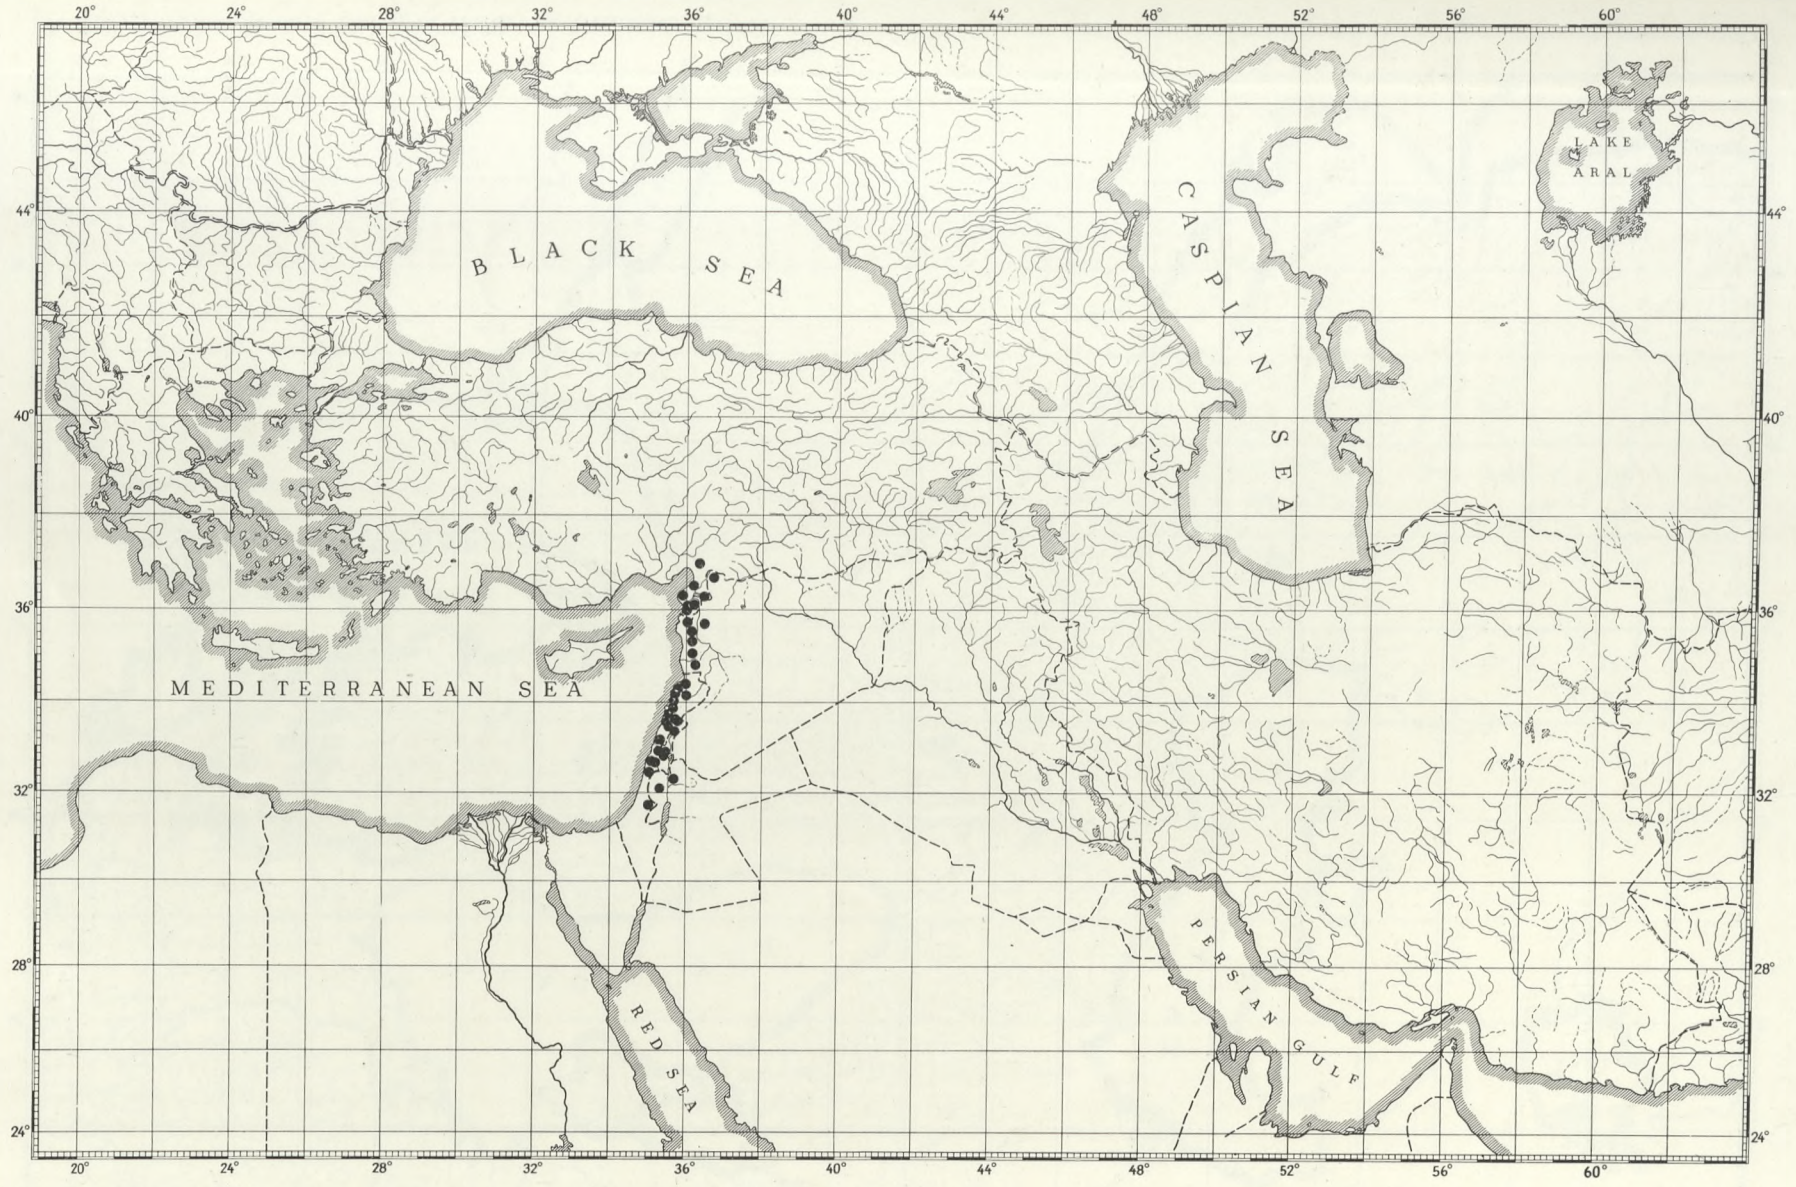 20° 24° 28° 32° 36° 40° 44° 48° 52° 56° 60°
LAKE
ARAL
44° 44°
BLACK SEA
CASPIAN SEA
40° 40°
36° 36°
MEDITERRANEAN SEA
32° 32°
PERSIAN GULF
28° 28°
RED SEA
24° 24°
20° 24° 28° 32° 36° 40° 44° 48° 52° 56° 60°